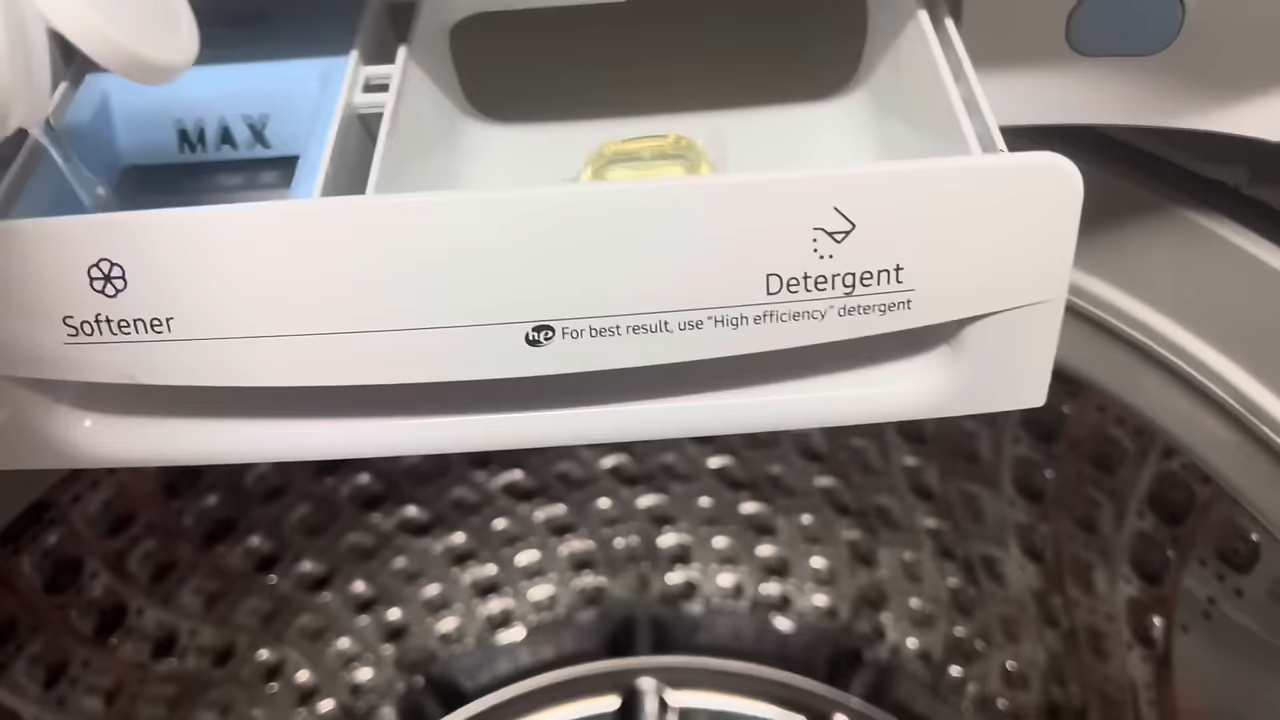 MAX
Softener
Detergent
he For best result, use "High efficiency" detergent